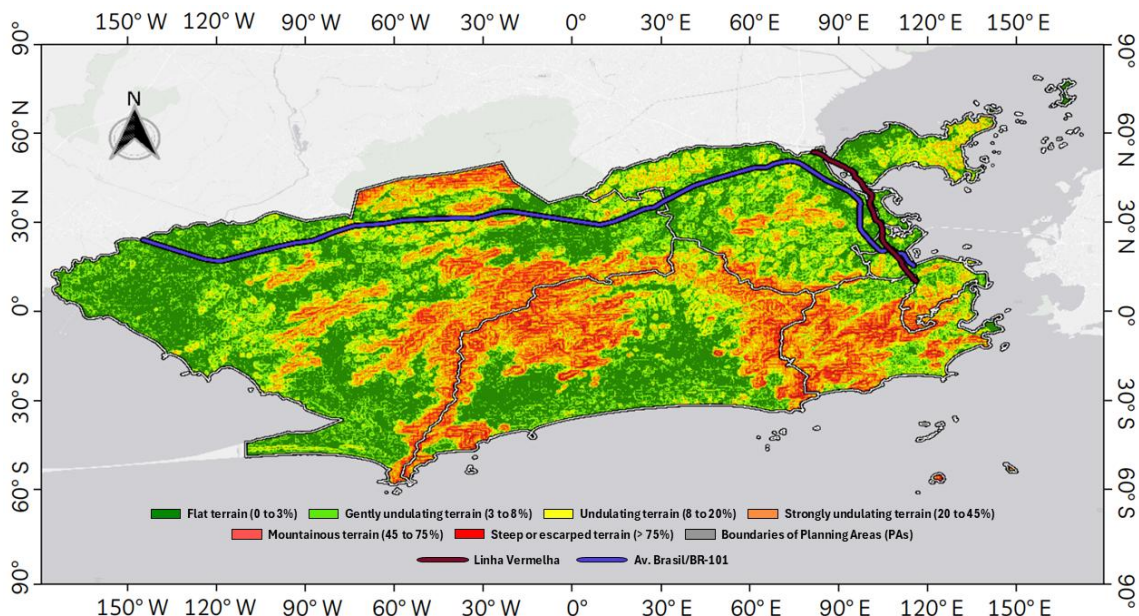 150° W 120° W 90° W 60° W 30° W 0° 30° E 60° E 90° E 120° E 150° E
90° 90°
N
60° N 60° N
30° N 30° N
0° 0°
30° S 30° S
60° S 60° S
Flat terrain (0 to 3%) Gently undulating terrain (3 to 8%) Undulating terrain (8 to 20%) Strongly undulating terrain (20 to 45%)
Mountainous terrain (45 to 75%) Steep or escarped terrain (> 75%) Boundaries of Planning Areas (PAs)
Linha Vermelha Av. Brasil/BR-101
90° 90°
150° W 120° W 90° W 60° W 30° W 0° 30° E 60° E 90° E 120° E 150° E